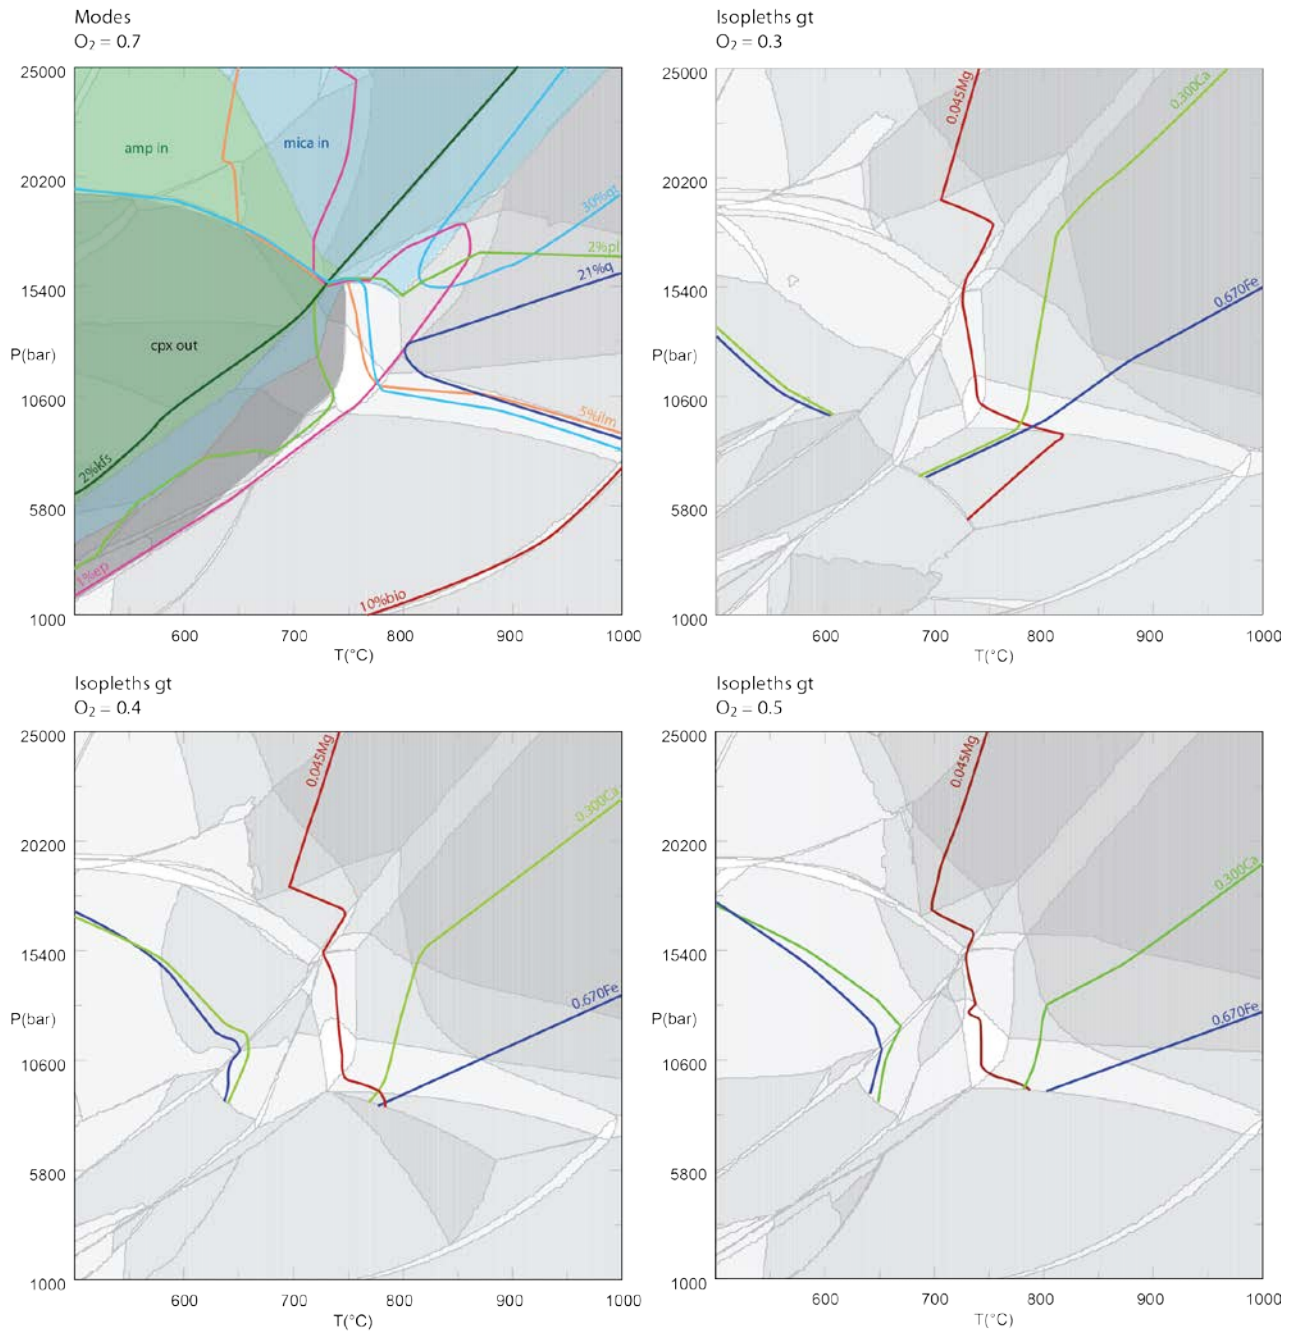 Modes
O₂ = 0.7
25000
20200
15400
P(bar)
10600
5800
1000
600
700
800
900
1000
T(°C)
amp in
mica in
cpx out
30%gt
2%pl
21%q
5%ilm
2%kfs
1%ep
10%bio
Isopleths gt
O₂ = 0.3
25000
20200
15400
P(bar)
10600
5800
1000
600
700
800
900
1000
T(°C)
0.045Mg
0.300Ca
0.670Fe
Isopleths gt
O₂ = 0.4
25000
20200
15400
P(bar)
10600
5800
1000
600
700
800
900
1000
T(°C)
0.045Mg
0.300Ca
0.670Fe
Isopleths gt
O₂ = 0.5
25000
20200
15400
P(bar)
10600
5800
1000
600
700
800
900
1000
T(°C)
0.045Mg
0.300Ca
0.670Fe